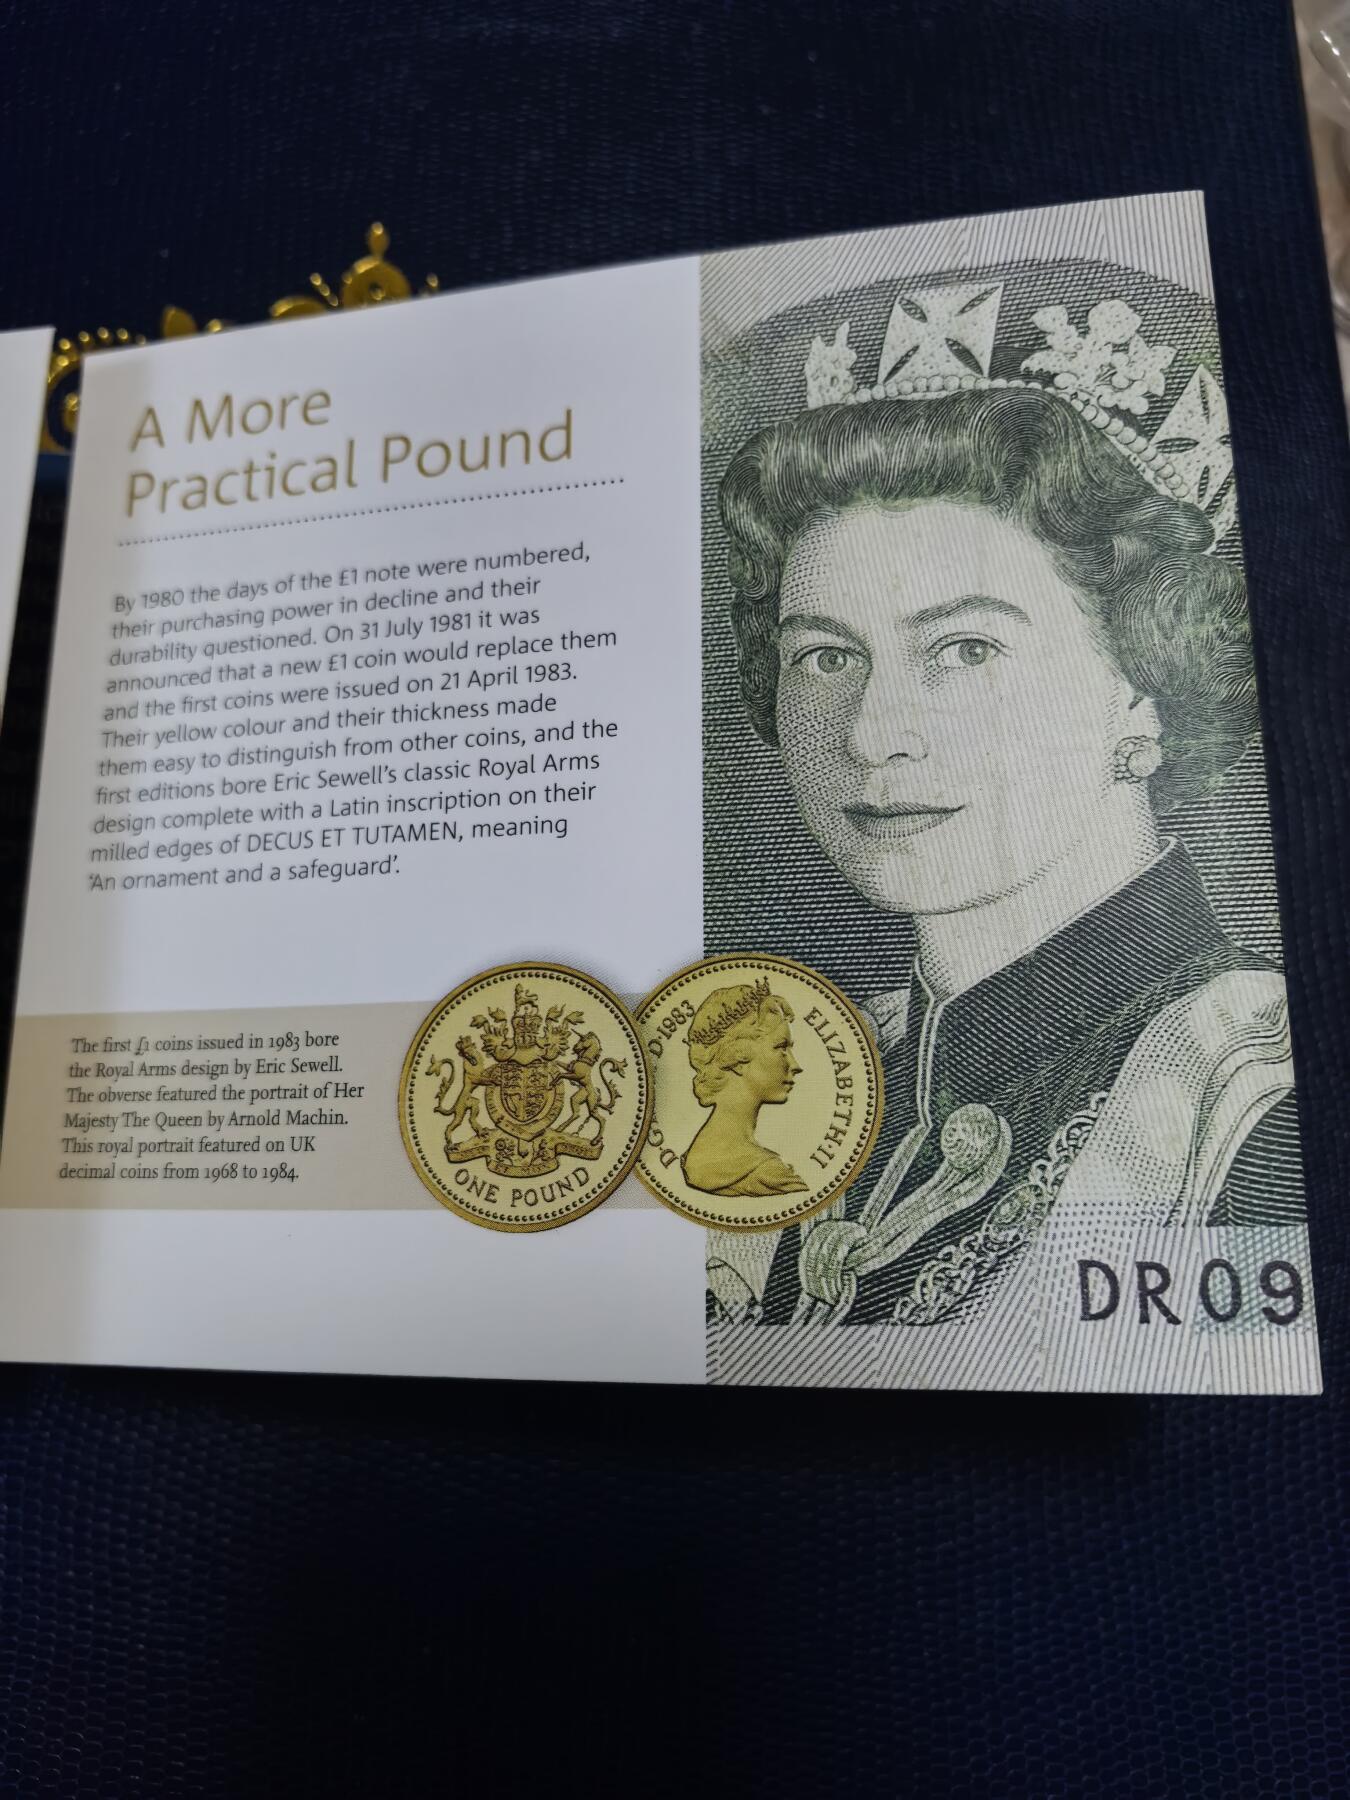 A More
Practical Pound
By 1980 the days of the £1 note were numbered,
their purchasing power in decline and their
durability questioned. On 31 July 1981 it was
announced that a new £1 coin would replace them
and the first coins were issued on 21 April 1983.
Their yellow colour and their thickness made
them easy to distinguish from other coins, and the
first editions bore Eric Sewell's classic Royal Arms
design complete with a Latin inscription on their
milled edges of DECUS ET TUTAMEN, meaning
'An ornament and a safeguard'.
The first £1 coins issued in 1983 bore
the Royal Arms design by Eric Sewell.
The obverse featured the portrait of Her
Majesty The Queen by Arnold Machin.
This royal portrait featured on UK
decimal coins from 1968 to 1984.
ONE POUND
D·G· D·1983 ELIZABETH·II
DR09